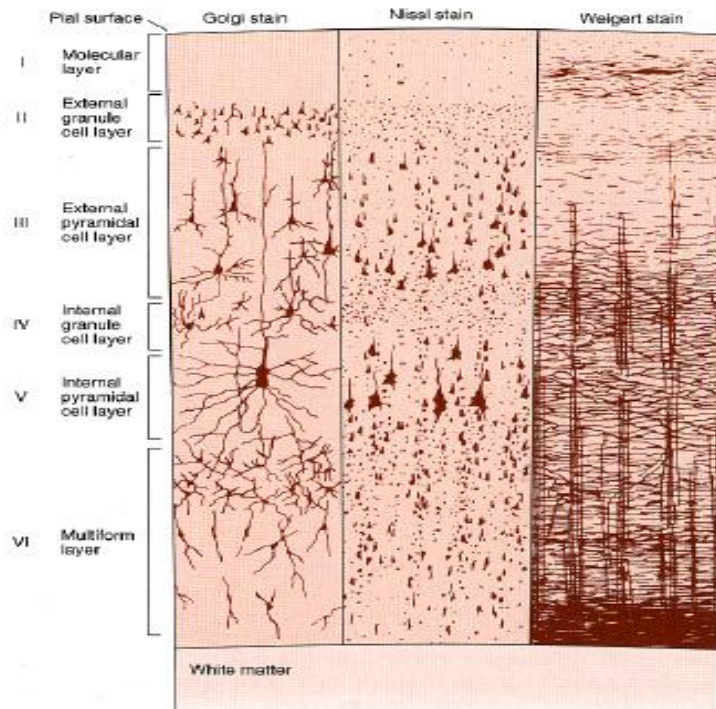 Pial surface Golgi stain Nissl stain Weigert stain
I Molecular
layer
II External
granule
cell layer
III External
pyramidal
cell layer
IV Internal
granule
cell layer
V Internal
pyramidal
cell layer
VI Multiform
layer
White matter